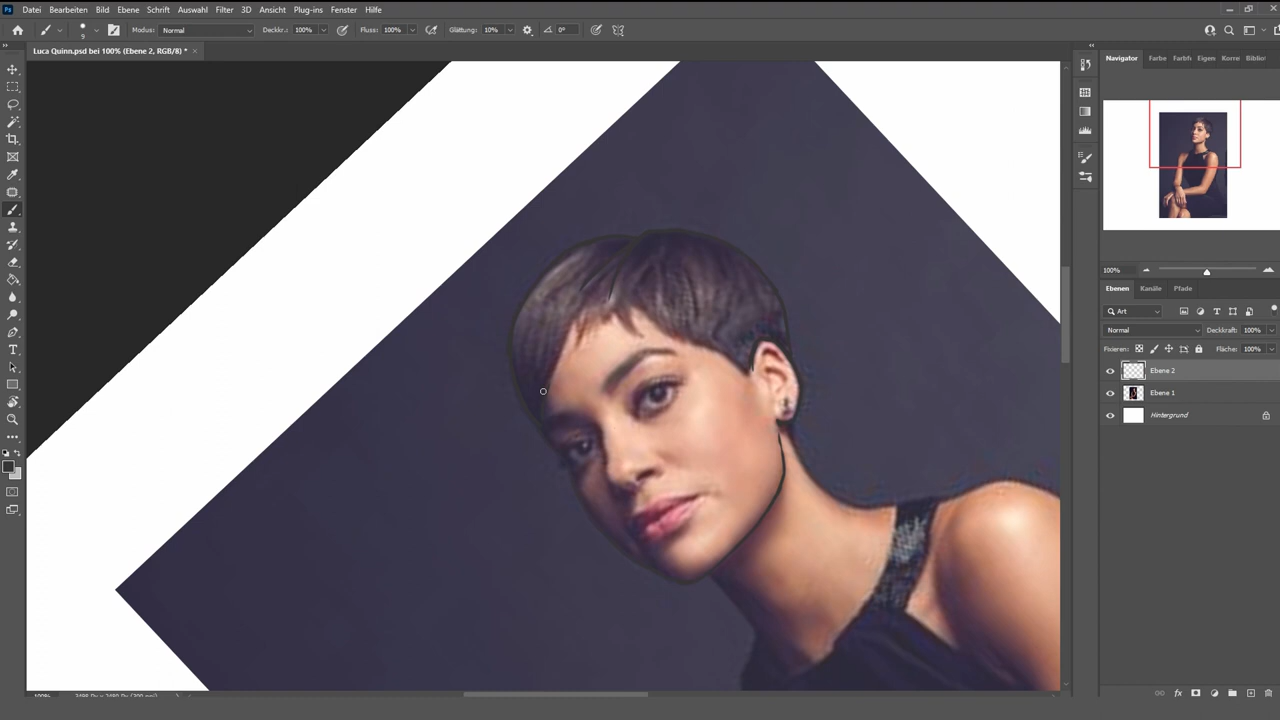 Datei Bearbeiten Bild Ebene Schrift Auswahl Filter 3D Ansicht Plug-ins Fenster Hilfe
9 Modus: Normal Deckkr.: 100% Fluss: 100% Glättung: 10% 0°
Luca Quinn.psd bei 100% (Ebene 2, RGB/8) * ×
Navigator Farbe Farbfe Eigen Korre Biblio
100%
Ebenen Kanäle Pfade
Art
Normal Deckkraft: 100%
Fixieren: Fläche: 100%
Ebene 2
Ebene 1
Hintergrund